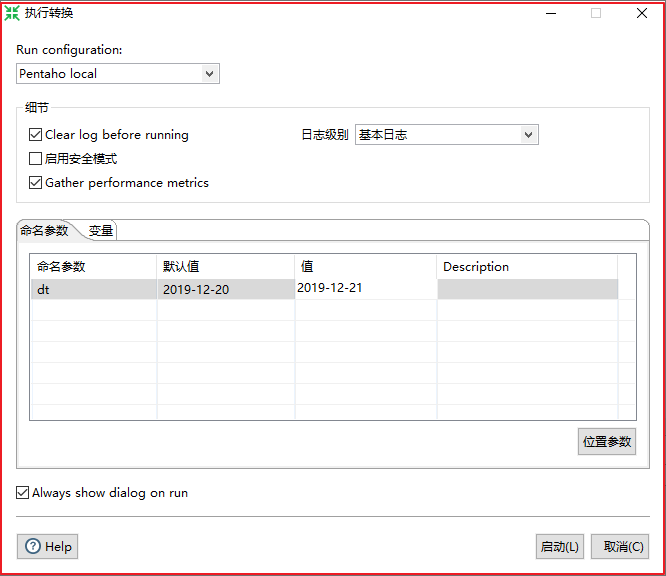 执行转换
Run configuration:
Pentaho local
细节
Clear log before running
日志级别 基本日志
启用安全模式
Gather performance metrics
命名参数 变量
命名参数 默认值 值 Description
dt 2019-12-20 2019-12-21
位置参数
Always show dialog on run
Help 启动(L) 取消(C)